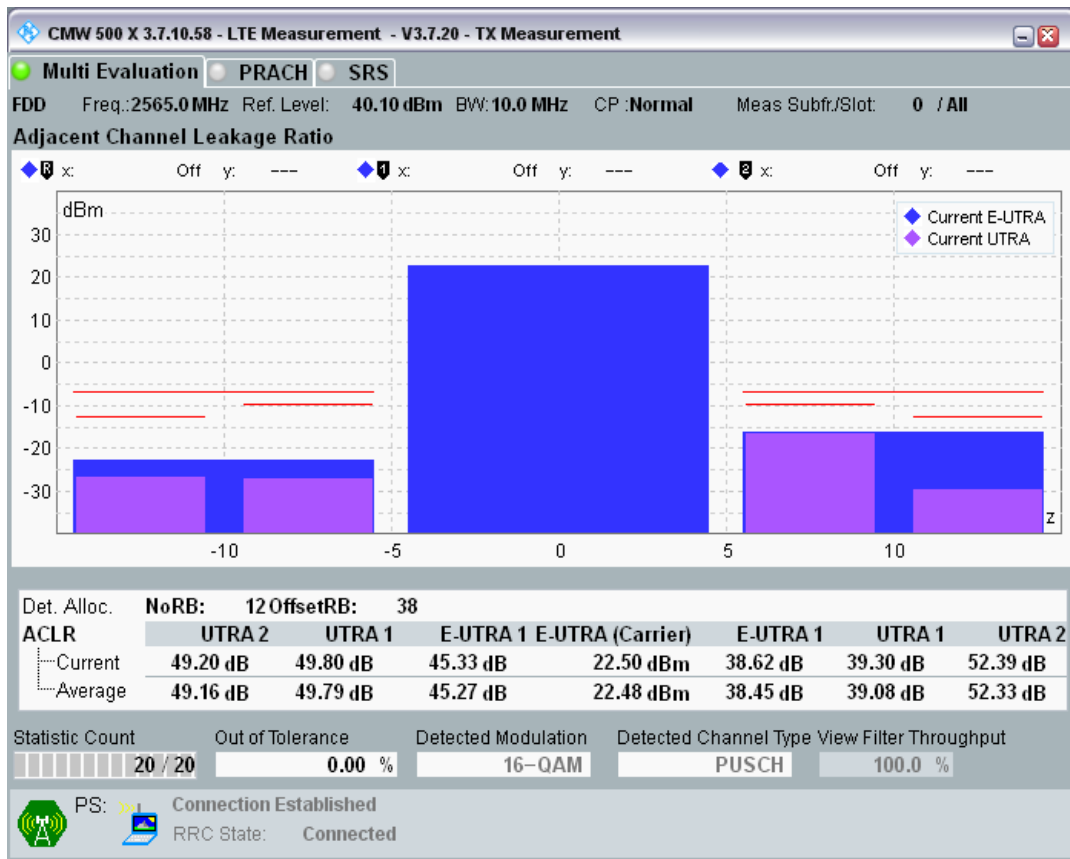 CMW 500 X 3.7.10.58 - LTE Measurement - V3.7.20 - TX Measurement
Multi Evaluation PRACH SRS
FDD Freg.:2565.0 MHz Ref. Level: 40.10 dBm BW:10.0 MHz CP :Normal Meas Subfr./Slot: 0 / All
Adjacent Channel Leakage Ratio
R x: Off y: --- 1 x: Off y: --- 2 x: Off y: ---
dBm
Current E-UTRA
Current UTRA
30
20
10
0
-10
-20
-30
z
-10 -5 0 5 10
Det. Alloc. NoRB: 12 OffsetRB: 38
ACLR UTRA 2 UTRA 1 E-UTRA 1 E-UTRA (Carrier) E-UTRA 1 UTRA 1 UTRA 2
Current 49.20 dB 49.80 dB 45.33 dB 22.50 dBm 38.62 dB 39.30 dB 52.39 dB
Average 49.16 dB 49.79 dB 45.27 dB 22.48 dBm 38.45 dB 39.08 dB 52.33 dB
Statistic Count Out of Tolerance Detected Modulation Detected Channel Type View Filter Throughput
20 / 20 0.00 % 16-QAM PUSCH 100.0 %
PS: Connection Established
RRC State: Connected